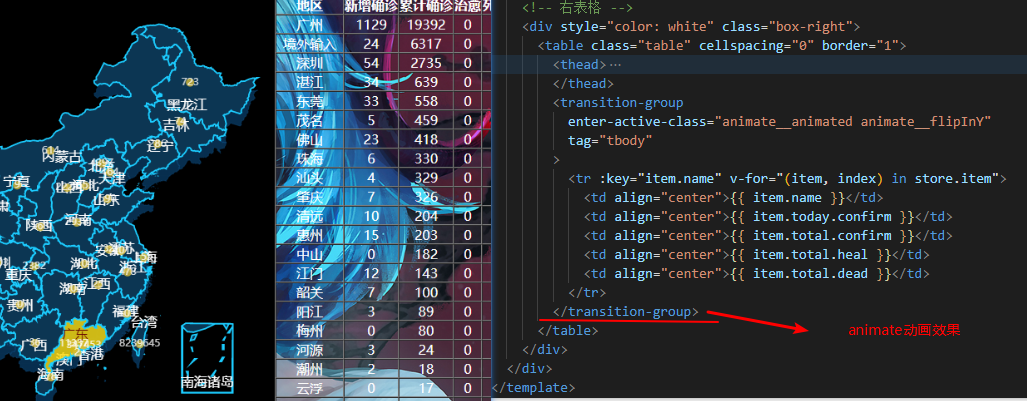 723
黑龙江
吉林
辽宁
内蒙古
天津
宁夏
河北
山东
陕西
河南
安徽
上海
重庆
湖北
浙江
湖南
江西
贵州
福建
台湾
广西
8239645
香港
澳门
海南
南海诸岛
地区 新增确诊 累计确诊 治愈
广州 1129 19392 0
境外输入 24 6317 0
深圳 54 2735 0
湛江 34 639 0
东莞 33 558 0
茂名 5 459 0
佛山 23 418 0
珠海 6 330 0
汕头 4 329 0
肇庆 7 326 0
清远 10 204 0
惠州 15 203 0
中山 0 182 0
江门 12 143 0
韶关 7 100 0
阳江 3 89 0
梅州 0 80 0
河源 3 24 0
潮州 2 18 0
云浮 0 17 0
<!-- 右表格 -->
<div style="color: white" class="box-right">
<table class="table" cellspacing="0" border="1">
<thead>…
</thead>
<transition-group
enter-active-class="animate__animated animate__flipInY"
tag="tbody"
>
<tr :key="item.name" v-for="(item, index) in store.item">
<td align="center">{{ item.name }}</td>
<td align="center">{{ item.today.confirm }}</td>
<td align="center">{{ item.total.confirm }}</td>
<td align="center">{{ item.total.heal }}</td>
<td align="center">{{ item.total.dead }}</td>
</tr>
</transition-group>
animate动画效果
</table>
</div>
</div>
</template>